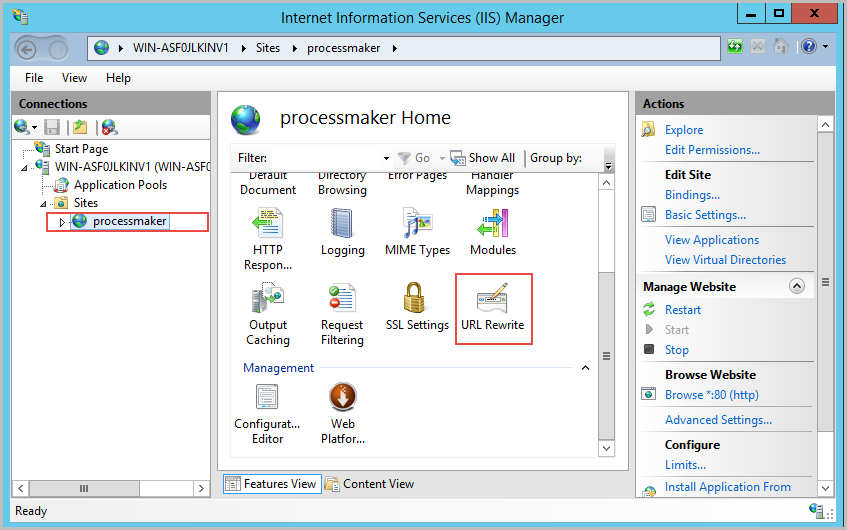 Internet Information Services (IIS) Manager
WIN-ASF0JLKINV1 Sites processmaker
File View Help
Connections
Start Page
WIN-ASF0JLKINV1 (WIN-ASF0
Application Pools
Sites
processmaker
processmaker Home
Filter: Go Show All Group by:
Default
Document
Directory
Browsing
Error Pages
Handler
Mappings
HTTP
Respon...
Logging
MIME Types
Modules
Output
Caching
Request
Filtering
SSL Settings
URL Rewrite
Management
Configurat...
Editor
Web
Platfor...
Features View Content View
Actions
Explore
Edit Permissions...
Edit Site
Bindings...
Basic Settings...
View Applications
View Virtual Directories
Manage Website
Restart
Start
Stop
Browse Website
Browse *:80 (http)
Advanced Settings...
Configure
Limits...
Install Application From
Ready